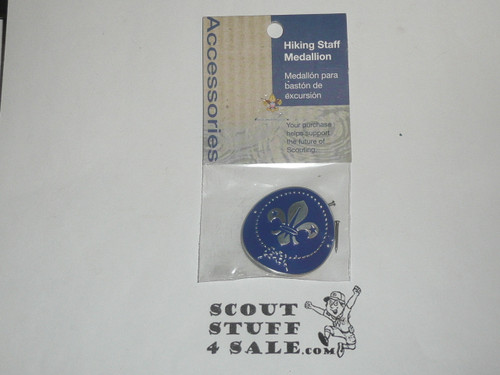 Accessories
Hiking Staff
Medallion
Medallón para
bastón de
excursión
Your purchase
helps support
the future of
Scouting.
SCOUT
STUFF
4 SALE.com